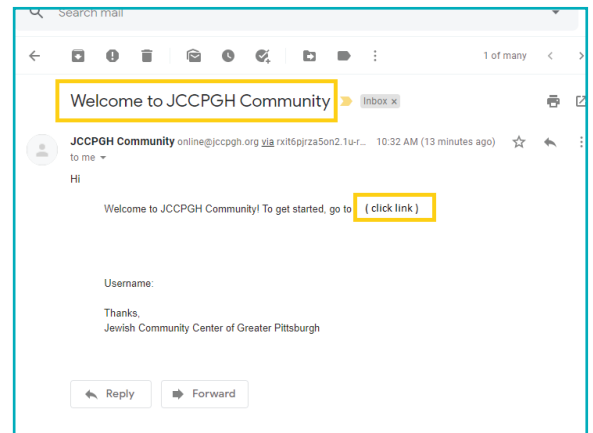 Search mail
1 of many
Welcome to JCCPGH Community Inbox x
JCCPGH Community online@jccpgh.org via rxit6pjrza5on2.1u-r... 10:32 AM (13 minutes ago)
to me
Hi
Welcome to JCCPGH Community! To get started, go to ( click link )
Username:
Thanks,
Jewish Community Center of Greater Pittsburgh
Reply Forward